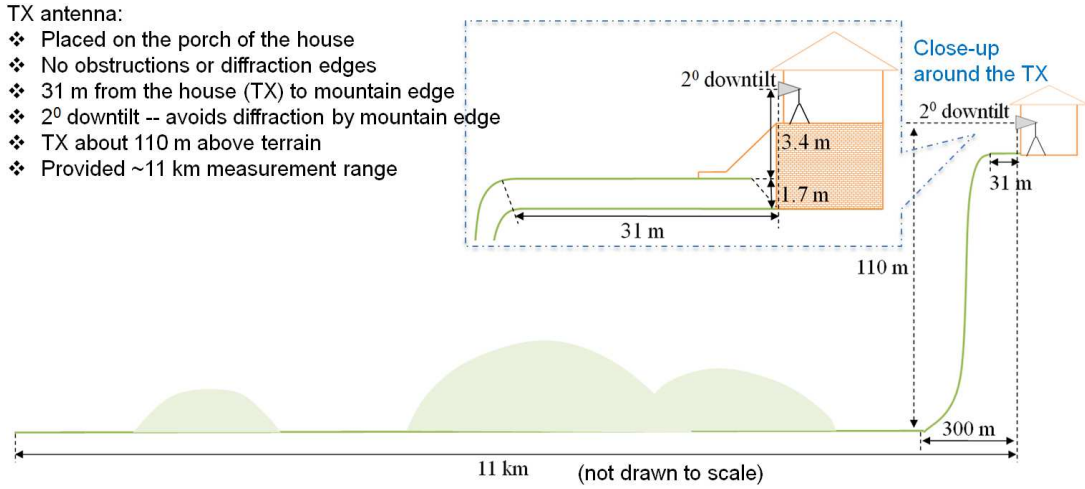 TX antenna:
❖ Placed on the porch of the house
❖ No obstructions or diffraction edges
❖ 31 m from the house (TX) to mountain edge
❖ 2⁰ downtilt -- avoids diffraction by mountain edge
❖ TX about 110 m above terrain
❖ Provided ~11 km measurement range
Close-up
around the TX
2⁰ downtilt
2⁰ downtilt
3.4 m
1.7 m
31 m
31 m
110 m
300 m
11 km
(not drawn to scale)